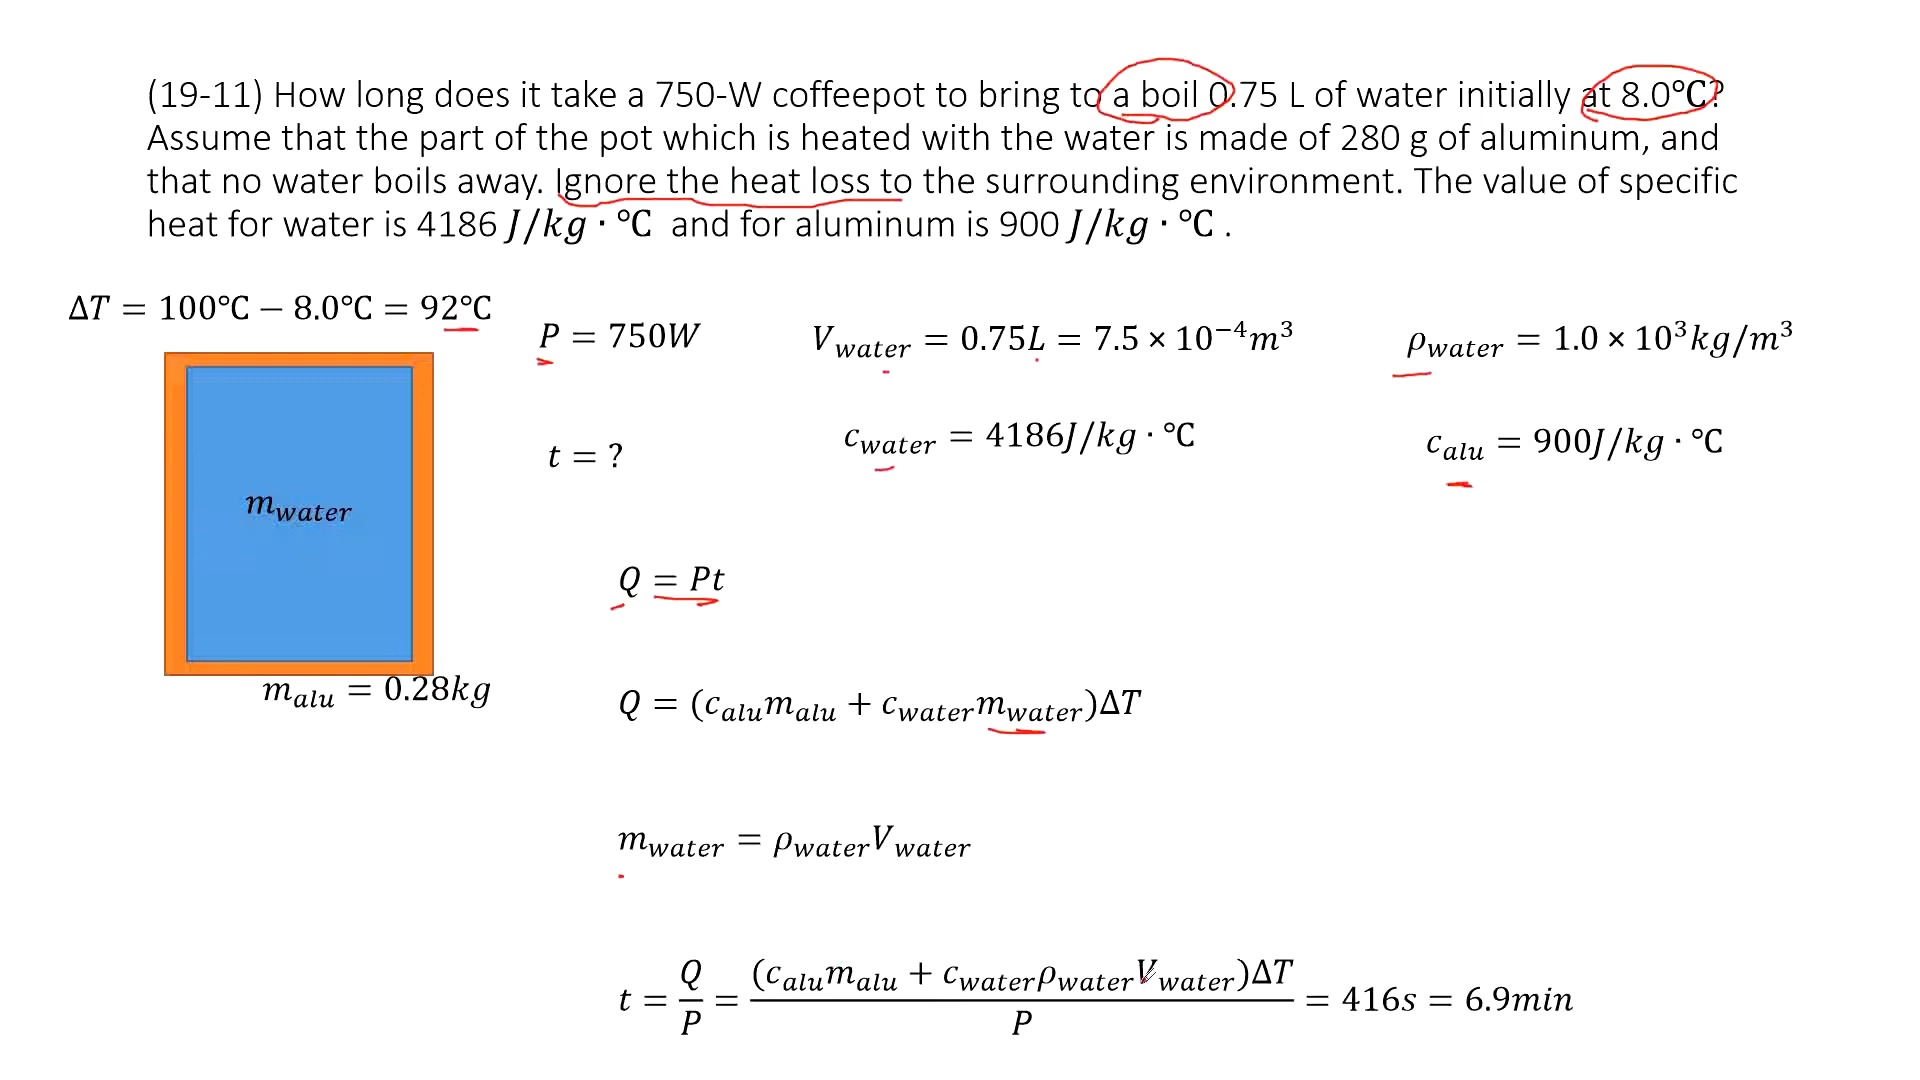 (19-11) How long does it take a 750-W coffeepot to bring to a boil 0.75 L of water initially at 8.0℃?
Assume that the part of the pot which is heated with the water is made of 280 g of aluminum, and
that no water boils away. Ignore the heat loss to the surrounding environment. The value of specific
heat for water is 4186 J/kg · ℃ and for aluminum is 900 J/kg · ℃ .
ΔT = 100℃ − 8.0℃ = 92℃
P = 750W
V_water = 0.75L = 7.5 × 10^−4 m^3
ρ_water = 1.0 × 10^3 kg/m^3
t = ?
c_water = 4186J/kg · ℃
c_alu = 900J/kg · ℃
m_water
Q = Pt
m_alu = 0.28kg
Q = (c_alu m_alu + c_water m_water)ΔT
m_water = ρ_water V_water
t = Q/P = (c_alu m_alu + c_water ρ_water V_water)ΔT/P = 416s = 6.9min